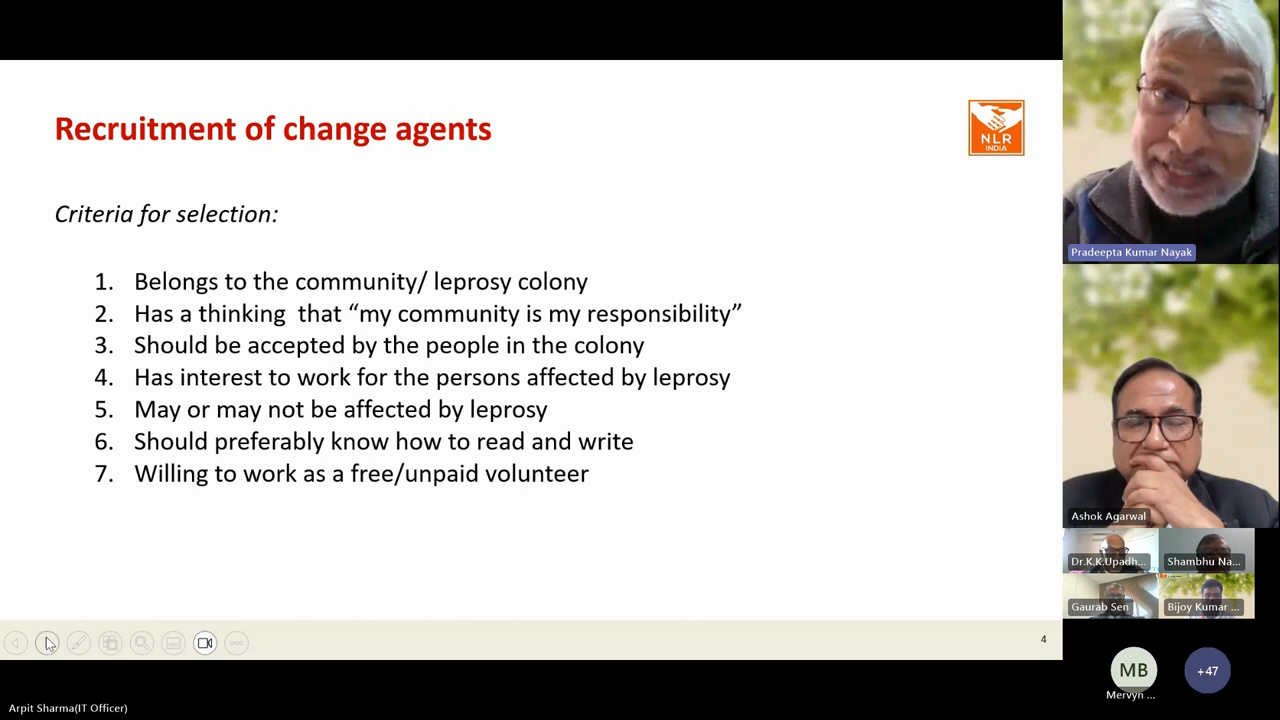 Recruitment of change agents
NLR
INDIA
Criteria for selection:
1. Belongs to the community/ leprosy colony
2. Has a thinking that “my community is my responsibility”
3. Should be accepted by the people in the colony
4. Has interest to work for the persons affected by leprosy
5. May or may not be affected by leprosy
6. Should preferably know how to read and write
7. Willing to work as a free/unpaid volunteer
4
Pradeepta Kumar Nayak
Ashok Agarwal
Dr.K.K.Upadh...
Shambhu Na...
Gaurab Sen
Bijoy Kumar ...
MB
+47
Mervyn ...
Arpit Sharma(IT Officer)